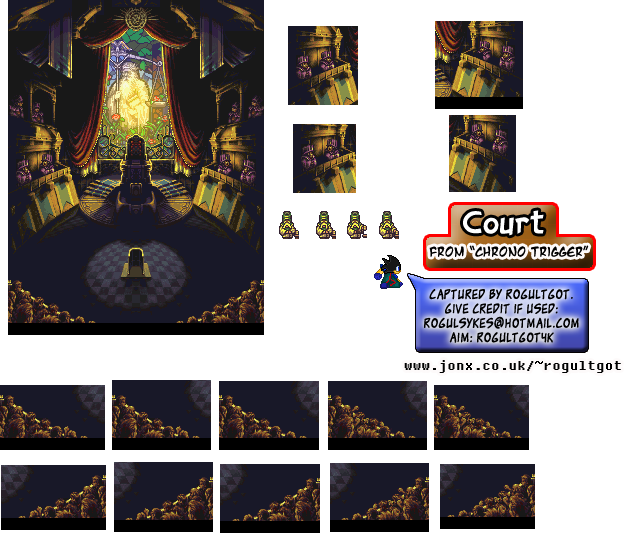 Court
FROM "CHRONO TRIGGER"
CAPTURED BY ROGULTGOT.
GIVE CREDIT IF USED:
ROGULSYKES@HOTMAIL.COM
AIM: ROGULTGOT4K
www.jonx.co.uk/~rogultgot